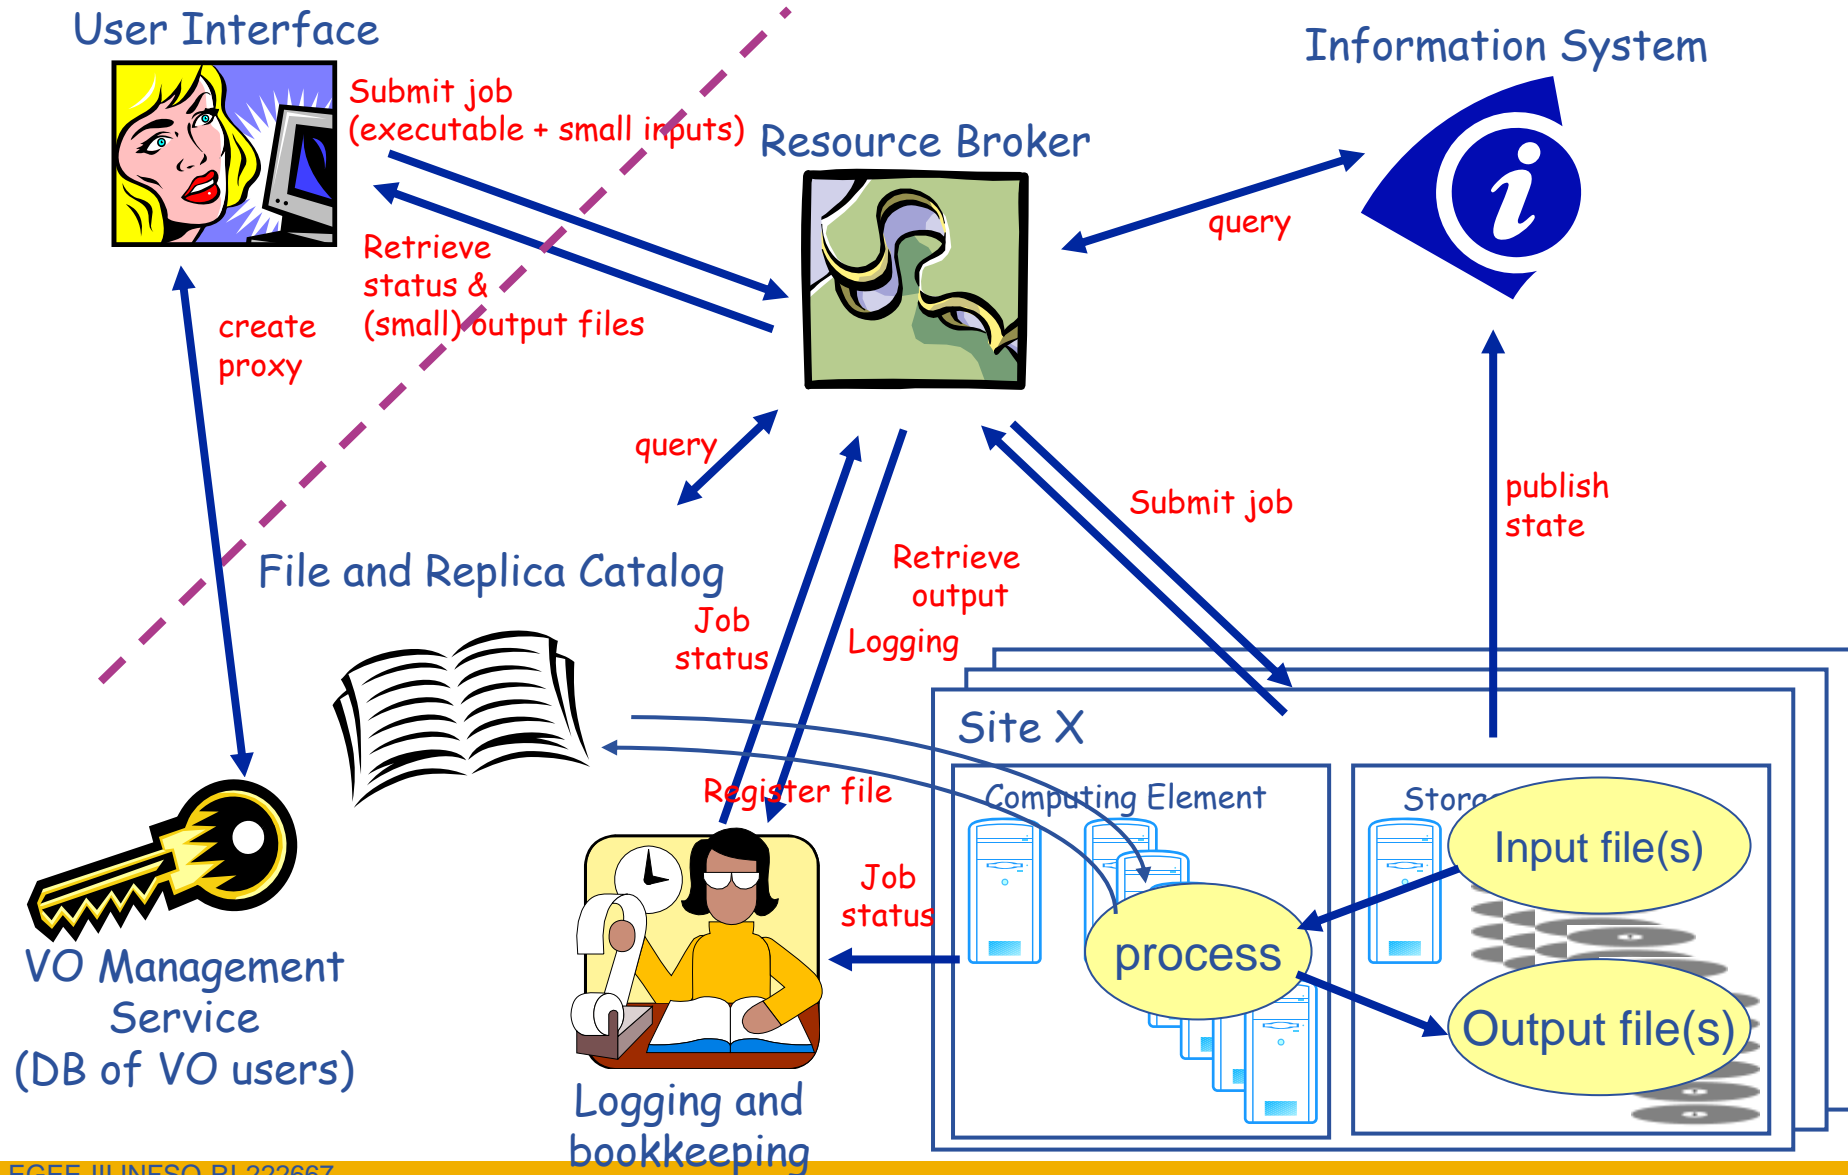 User Interface
Information System
Submit job
(executable + small inputs)
Resource Broker
query
Retrieve
status &
(small) output files
create
proxy
query
Submit job
publish
state
File and Replica Catalog
Retrieve
output
Job
status
Logging
Site X
Register file
Computing Element
Input file(s)
Job
status
process
Output file(s)
VO Management
Service
(DB of VO users)
Logging and
bookkeeping